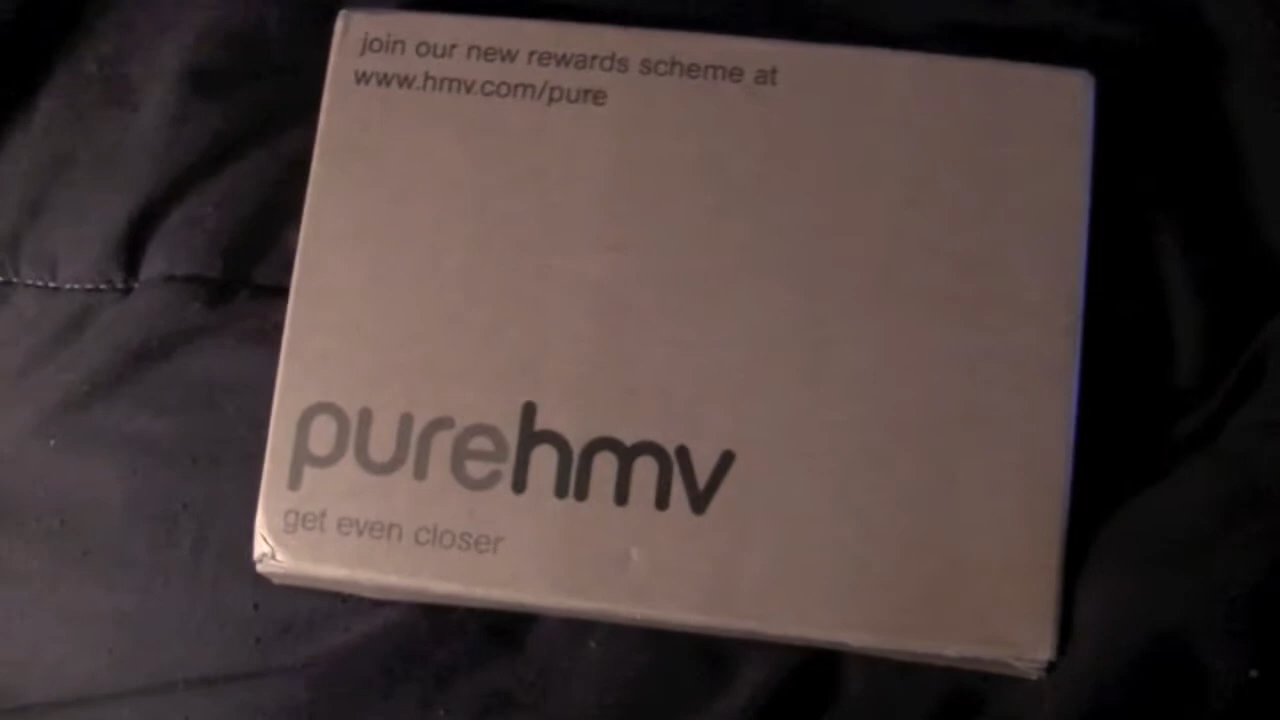 join our new rewards scheme at
www.hmv.com/pure
purehmv
get even closer